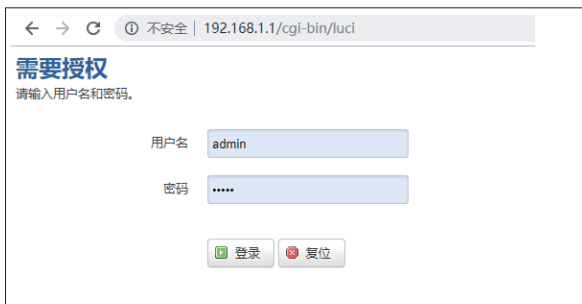 不安全 | 192.168.1.1/cgi-bin/luci
需要授权
请输入用户名和密码。
用户名 admin
密码 •••••
登录 复位